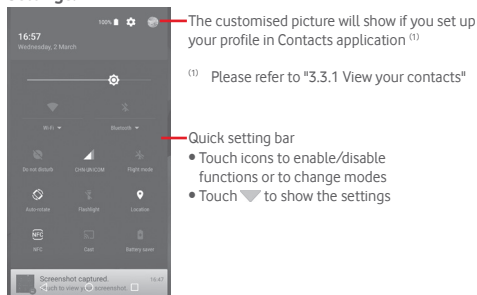 100%
16:57
Wednesday, 2 March
Wi-Fi
Bluetooth
Do not disturb
CHN-UNICOM
Flight mode
Auto-rotate
Flashlight
Location
NFC
NFC
Cast
Battery saver
Screenshot captured.
16:47
Touch to view your screenshot.
The customised picture will show if you set up
your profile in Contacts application (1)
(1) Please refer to "3.3.1 View your contacts"
Quick setting bar
• Touch icons to enable/disable
functions or to change modes
• Touch to show the settings